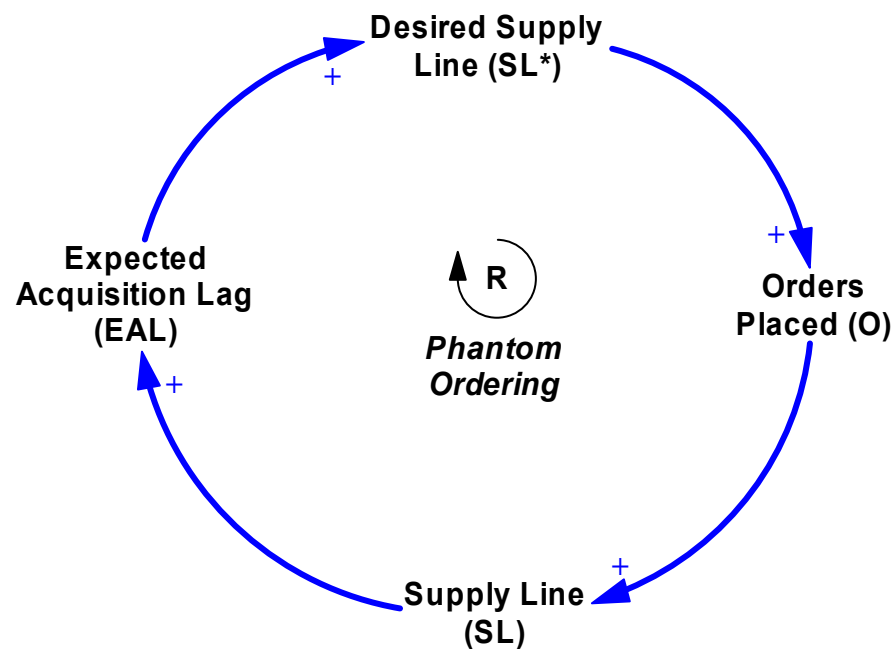 Desired Supply
Line (SL*)
+
+
Expected
Acquisition Lag
(EAL)
R
Phantom
Ordering
Orders
Placed (O)
+
+
Supply Line
(SL)